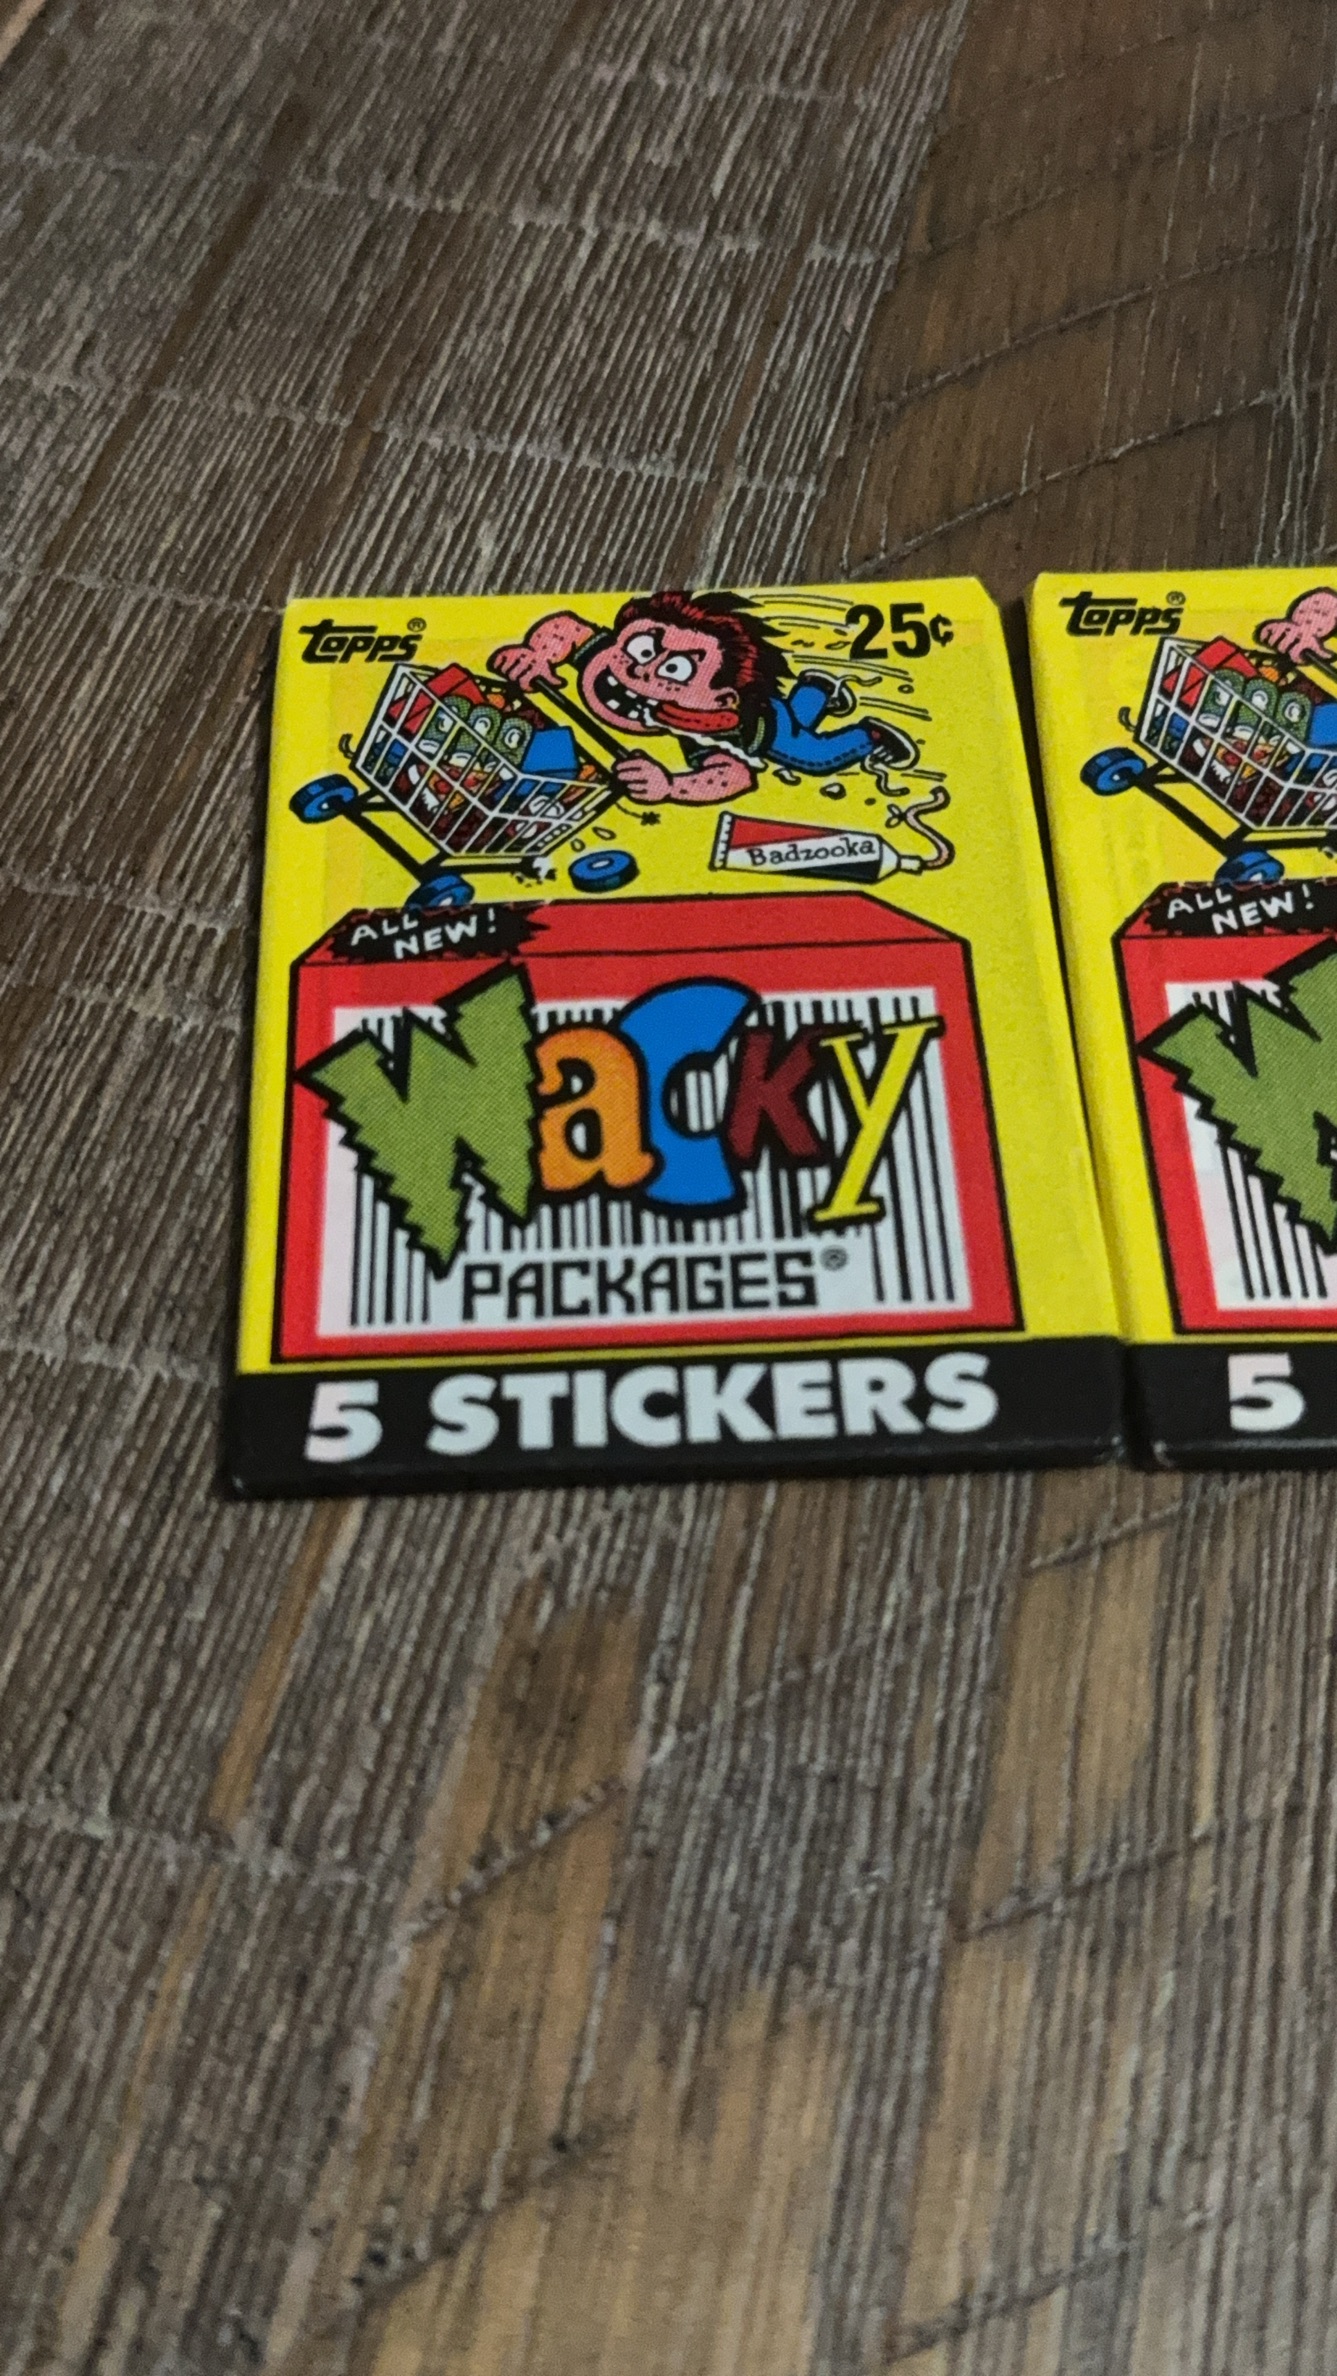 Topps®
25¢
Badzooka
ALL
NEW!
Wacky
PACKAGES®
5 STICKERS
Topps®
ALL
NEW!
W
5